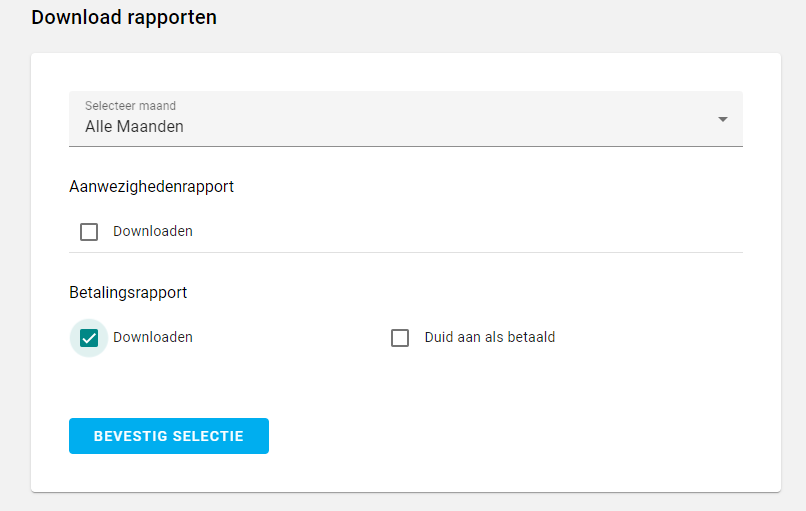 Download rapporten
Selecteer maand
Alle Maanden
Aanwezighedenrapport
Downloaden
Betalingsrapport
Downloaden
Duid aan als betaald
BEVESTIG SELECTIE